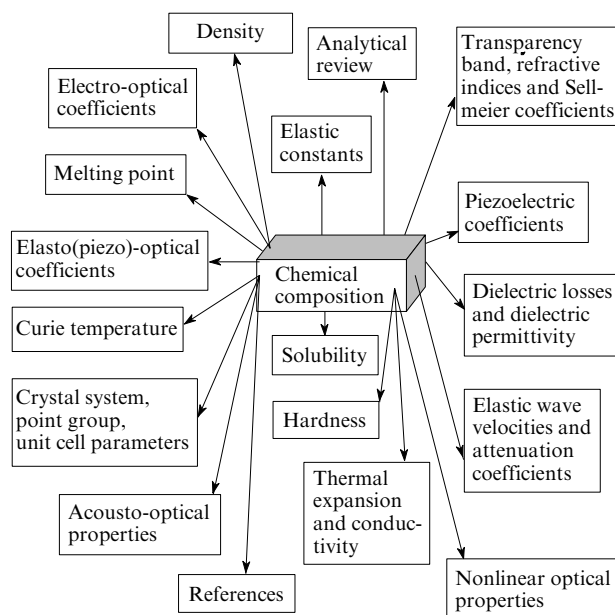 Density
Analytical
review
Transparency
band, refractive
indices and Sell-
meier coefficients
Electro-optical
coefficients
Elastic
constants
Melting point
Piezoelectric
coefficients
Elasto(piezo)-optical
coefficients
Chemical
composition
Dielectric losses
and dielectric
permittivity
Curie temperature
Solubility
Crystal system,
point group,
unit cell parameters
Hardness
Elastic wave
velocities and
attenuation
coefficients
Thermal
expansion
and conduc-
tivity
Acousto-optical
properties
References
Nonlinear optical
properties